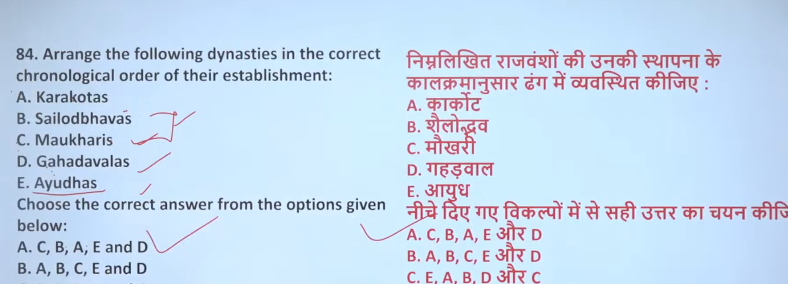 84. Arrange the following dynasties in the correct
chronological order of their establishment:
A. Karakotas
B. Sailodbhavas
C. Maukharis
D. Gahadavalas
E. Ayudhas
Choose the correct answer from the options given
below:
A. C, B, A, E and D
B. A, B, C, E and D
निम्नलिखित राजवंशों की उनकी स्थापना के
कालक्रमानुसार ढंग में व्यवस्थित कीजिए :
A. कार्कोट
B. शैलोद्भव
C. मौखरी
D. गहड़वाल
E. आयुध
नीचे दिए गए विकल्पों में से सही उत्तर का चयन कीजि
A. C, B, A, E और D
B. A, B, C, E और D
C. E, A, B, D और C